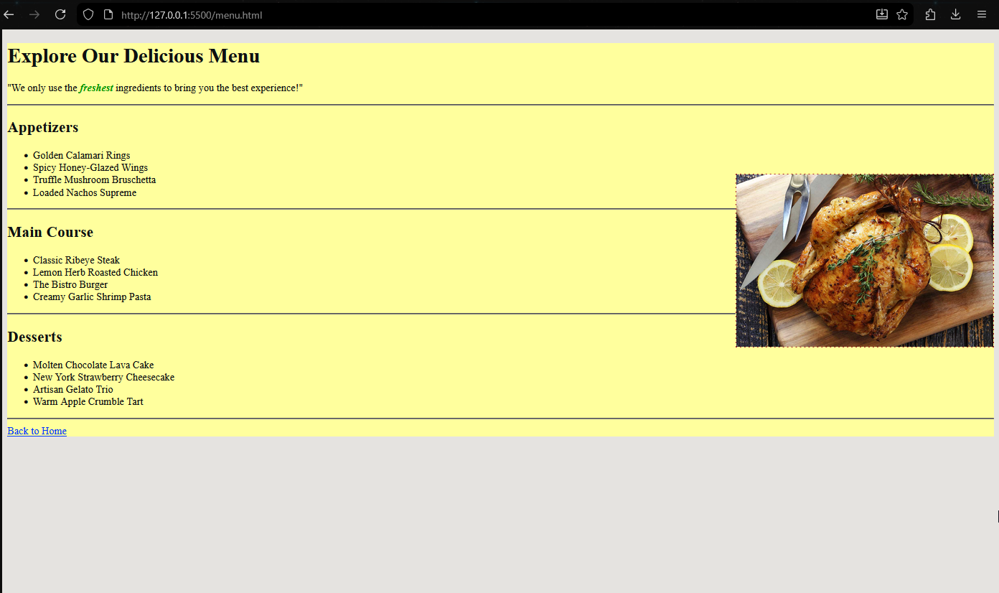 http://127.0.0.1:5500/menu.html
Explore Our Delicious Menu
"We only use the freshest ingredients to bring you the best experience!"
Appetizers
Golden Calamari Rings
Spicy Honey-Glazed Wings
Truffle Mushroom Bruschetta
Loaded Nachos Supreme
Main Course
Classic Ribeye Steak
Lemon Herb Roasted Chicken
The Bistro Burger
Creamy Garlic Shrimp Pasta
Desserts
Molten Chocolate Lava Cake
New York Strawberry Cheesecake
Artisan Gelato Trio
Warm Apple Crumble Tart
Back to Home